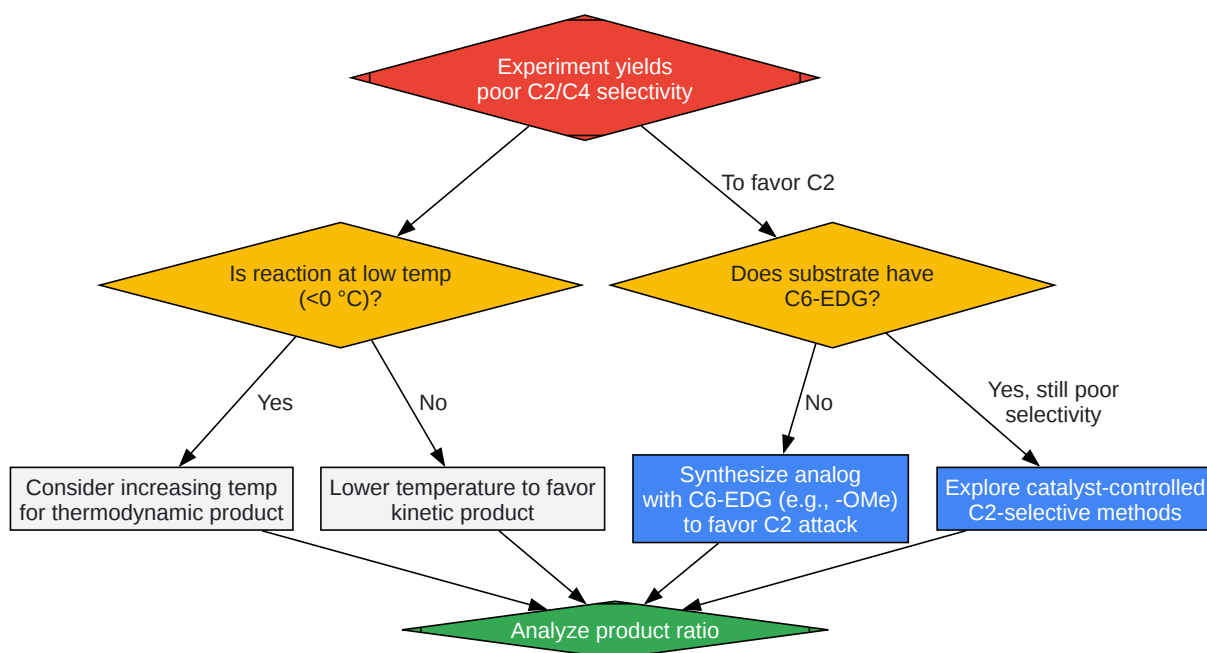 Experiment yields
poor C2/C4 selectivity
To favor C2
Is reaction at low temp
(<0 °C)?
Does substrate have
C6-EDG?
Yes
No
No
Yes, still poor
selectivity
Consider increasing temp
for thermodynamic product
Lower temperature to favor
kinetic product
Synthesize analog
with C6-EDG (e.g., -OMe)
to favor C2 attack
Explore catalyst-controlled
C2-selective methods
Analyze product ratio